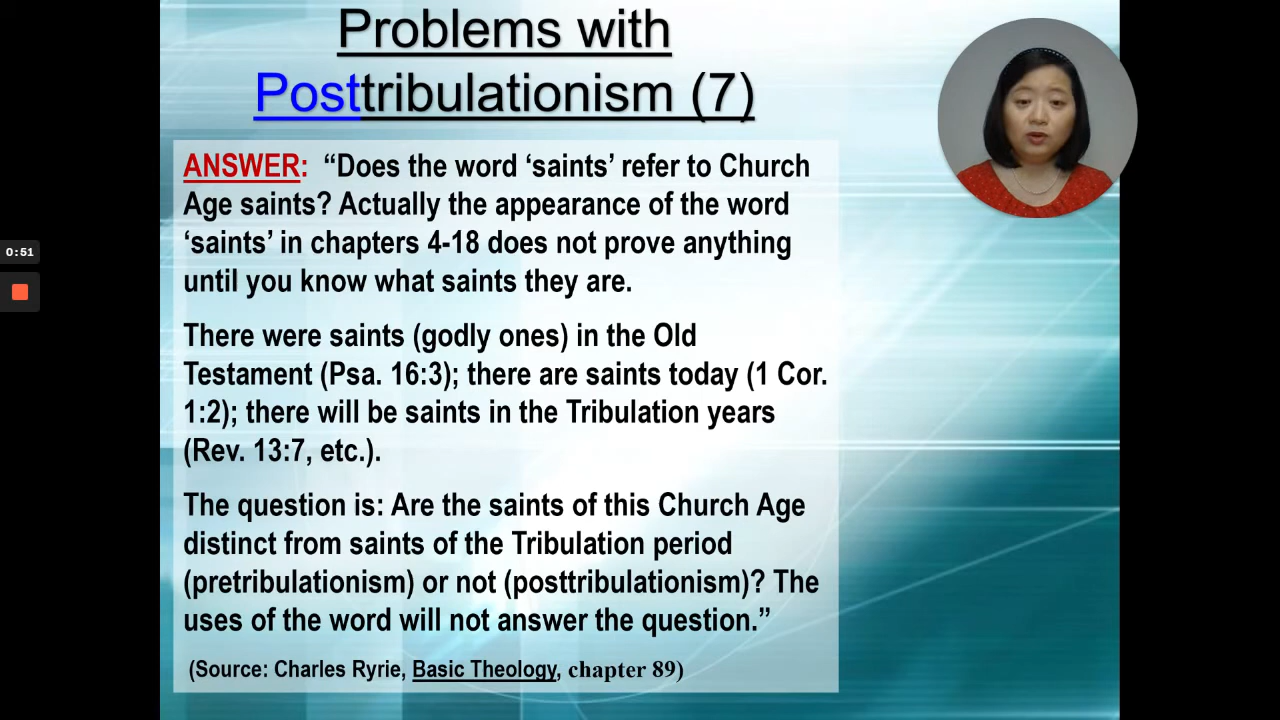 Problems with
Posttribulationism (7)
0:51
ANSWER: “Does the word ‘saints’ refer to Church
Age saints? Actually the appearance of the word
‘saints’ in chapters 4-18 does not prove anything
until you know what saints they are.
There were saints (godly ones) in the Old
Testament (Psa. 16:3); there are saints today (1 Cor.
1:2); there will be saints in the Tribulation years
(Rev. 13:7, etc.).
The question is: Are the saints of this Church Age
distinct from saints of the Tribulation period
(pretribulationism) or not (posttribulationism)? The
uses of the word will not answer the question.”
(Source: Charles Ryrie, Basic Theology, chapter 89)